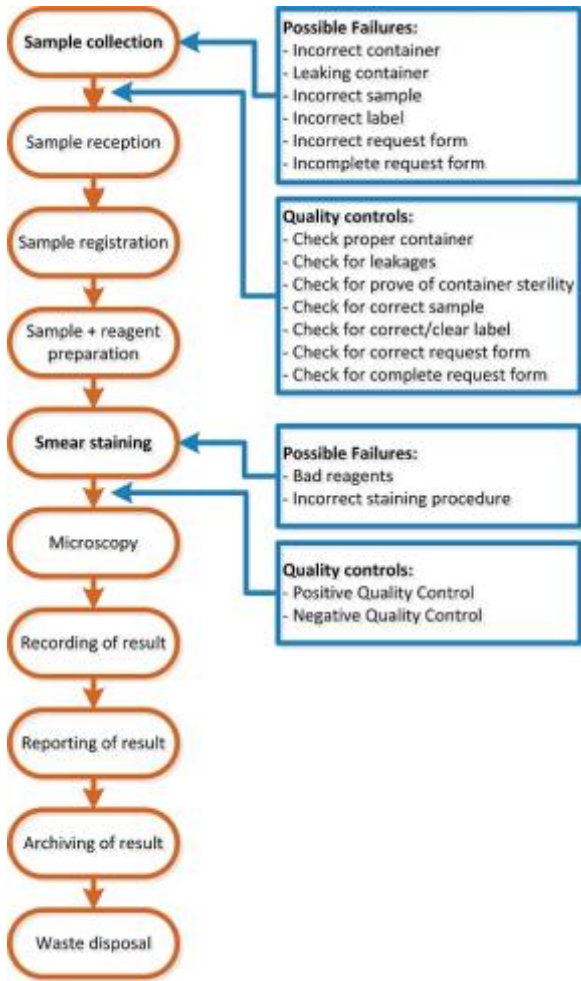 Sample collection
Sample reception
Sample registration
Sample + reagent
preparation
Smear staining
Microscopy
Recording of result
Reporting of result
Archiving of result
Waste disposal
Possible Failures:
- Incorrect container
- Leaking container
- Incorrect sample
- Incorrect label
- Incorrect request form
- Incomplete request form
Quality controls:
- Check proper container
- Check for leakages
- Check for prove of container sterility
- Check for correct sample
- Check for correct/clear label
- Check for correct request form
- Check for complete request form
Possible Failures:
- Bad reagents
- Incorrect staining procedure
Quality controls:
- Positive Quality Control
- Negative Quality Control